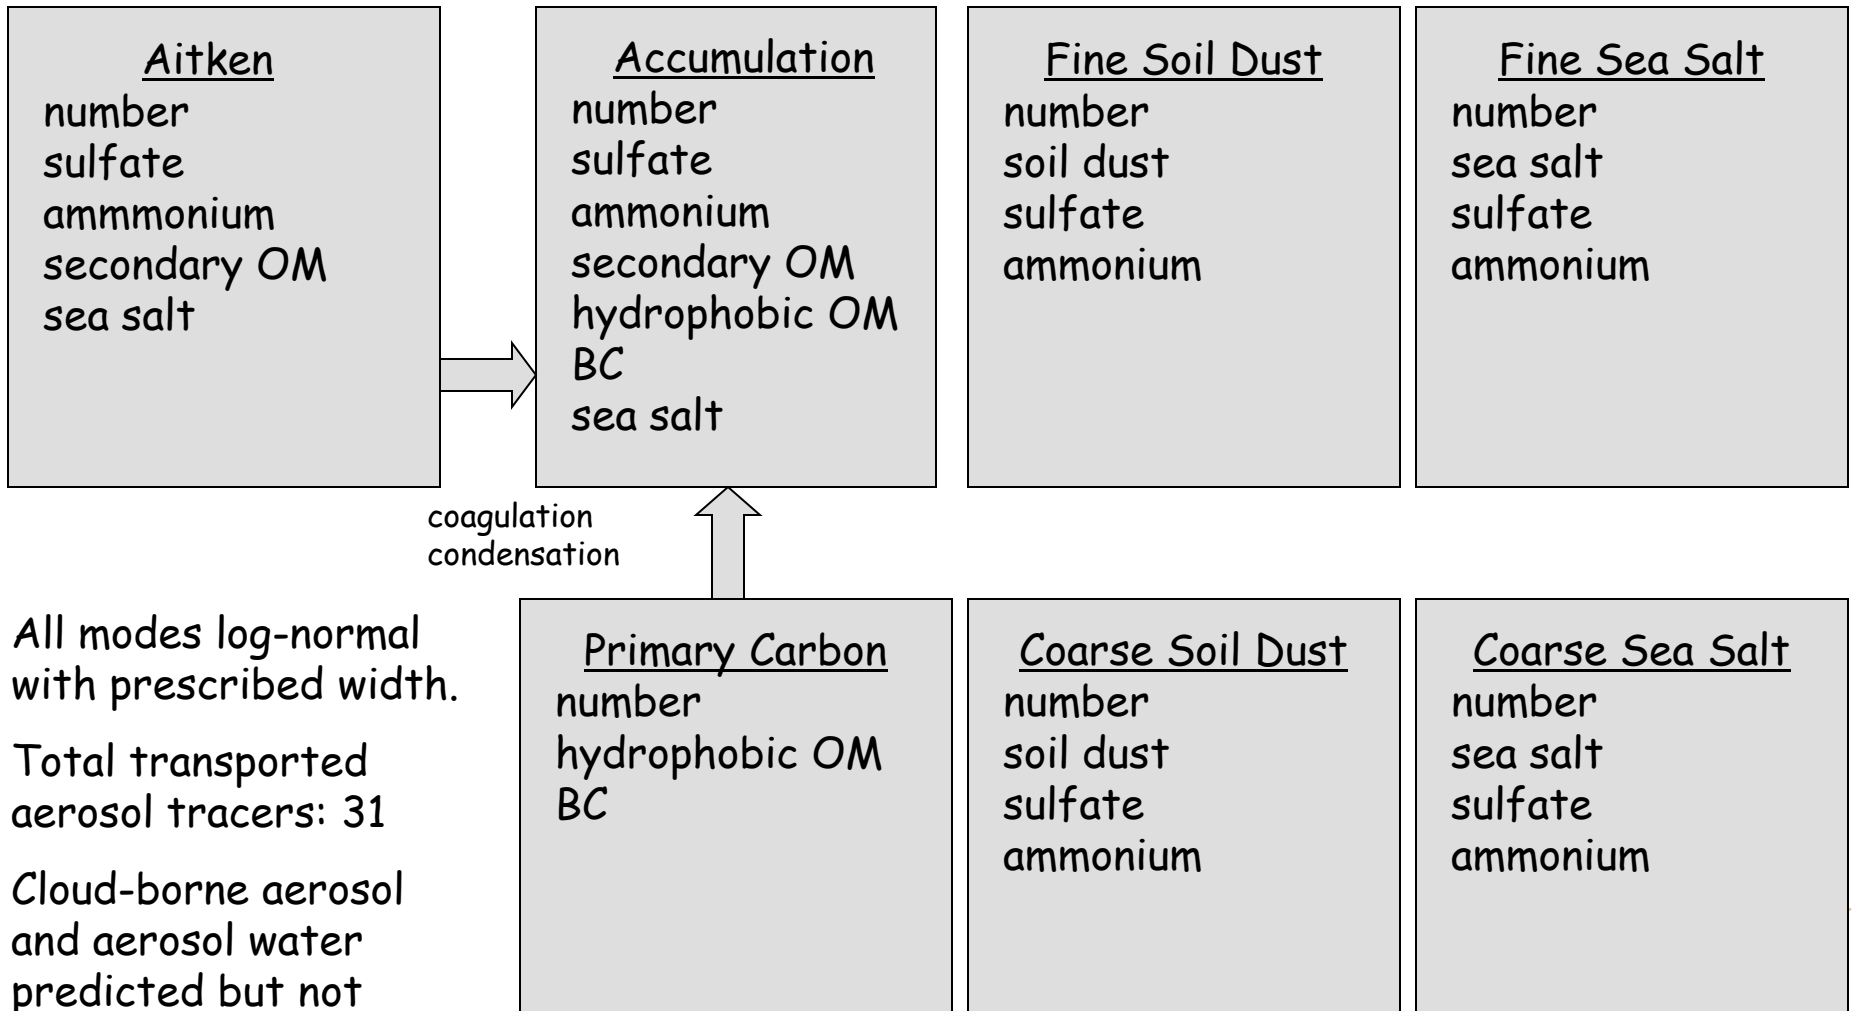 Aitken
number
sulfate
ammmonium
secondary OM
sea salt
Accumulation
number
sulfate
ammonium
secondary OM
hydrophobic OM
BC
sea salt
Fine Soil Dust
number
soil dust
sulfate
ammonium
Fine Sea Salt
number
sea salt
sulfate
ammonium
coagulation
condensation
All modes log-normal
with prescribed width.
Total transported
aerosol tracers: 31
Cloud-borne aerosol
and aerosol water
predicted but not
Primary Carbon
number
hydrophobic OM
BC
Coarse Soil Dust
number
soil dust
sulfate
ammonium
Coarse Sea Salt
number
sea salt
sulfate
ammonium